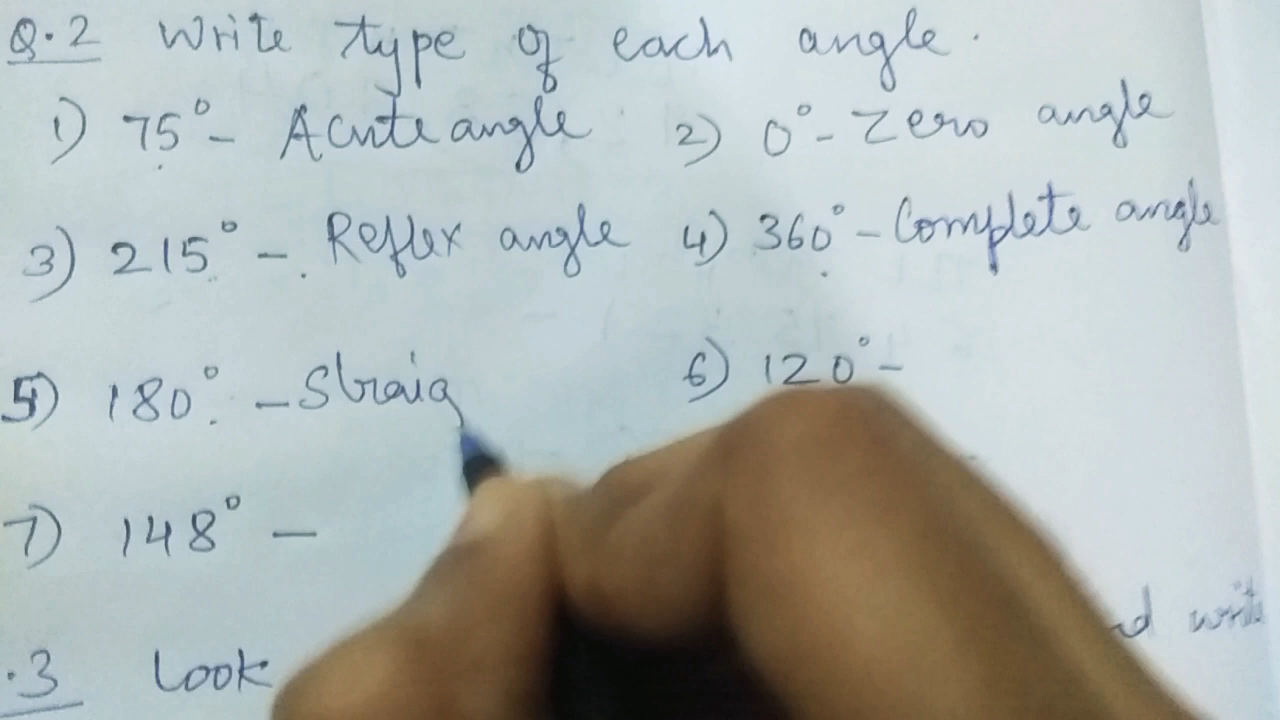 Q.2 Write type of each angle.
1) 75° - Acute angle 2) 0° - Zero angle
3) 215° - Reflex angle 4) 360° - Complete angle
5) 180° - Straig 6) 120° -
7) 148° -
.3 Look write